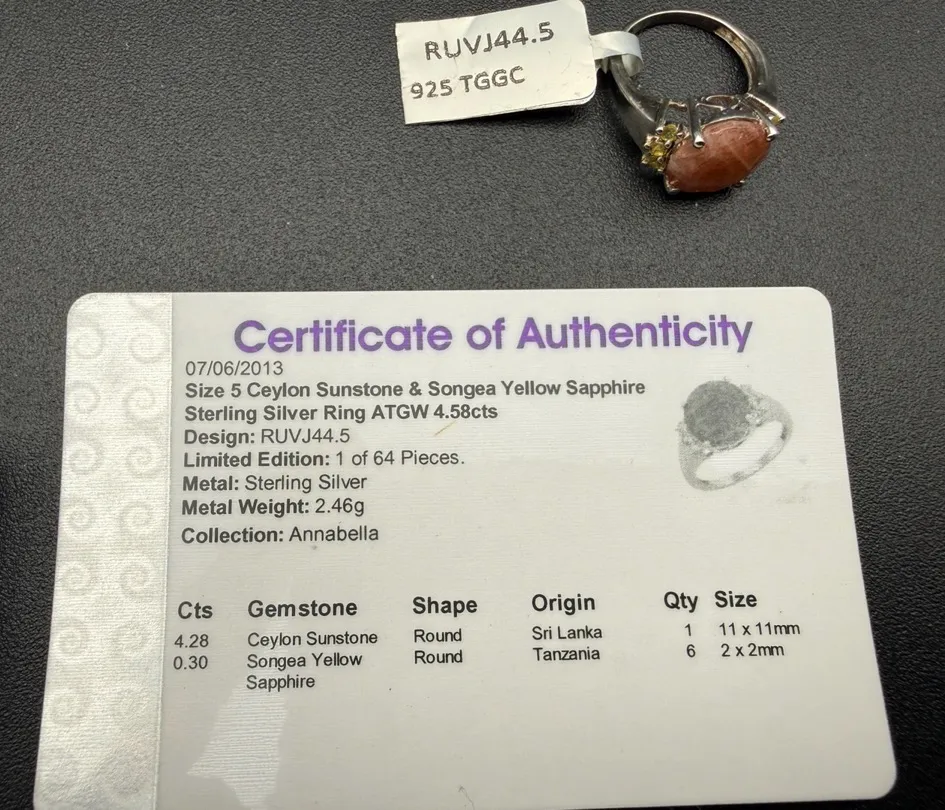 RUVJ44.5
925 TGGC
Certificate of Authenticity
07/06/2013
Size 5 Ceylon Sunstone & Songea Yellow Sapphire
Sterling Silver Ring ATGW 4.58cts
Design: RUVJ44.5
Limited Edition: 1 of 64 Pieces.
Metal: Sterling Silver
Metal Weight: 2.46g
Collection: Annabella
Cts Gemstone Shape Origin Qty Size
4.28 Ceylon Sunstone Round Sri Lanka 1 11 x 11mm
0.30 Songea Yellow Round Tanzania 6 2 x 2mm
Sapphire